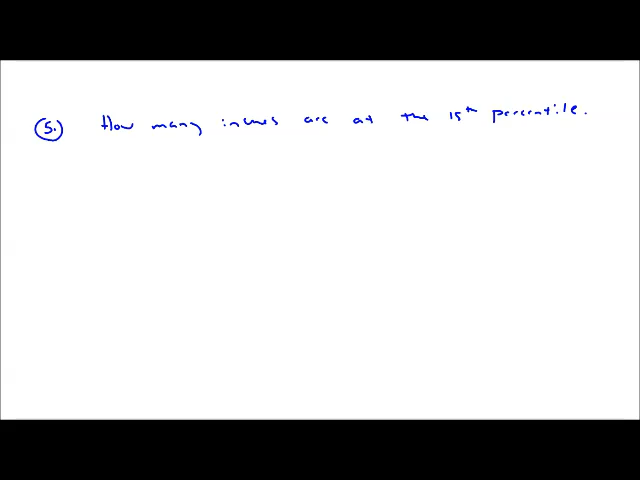 5. How many inches are at the 15th percentile.